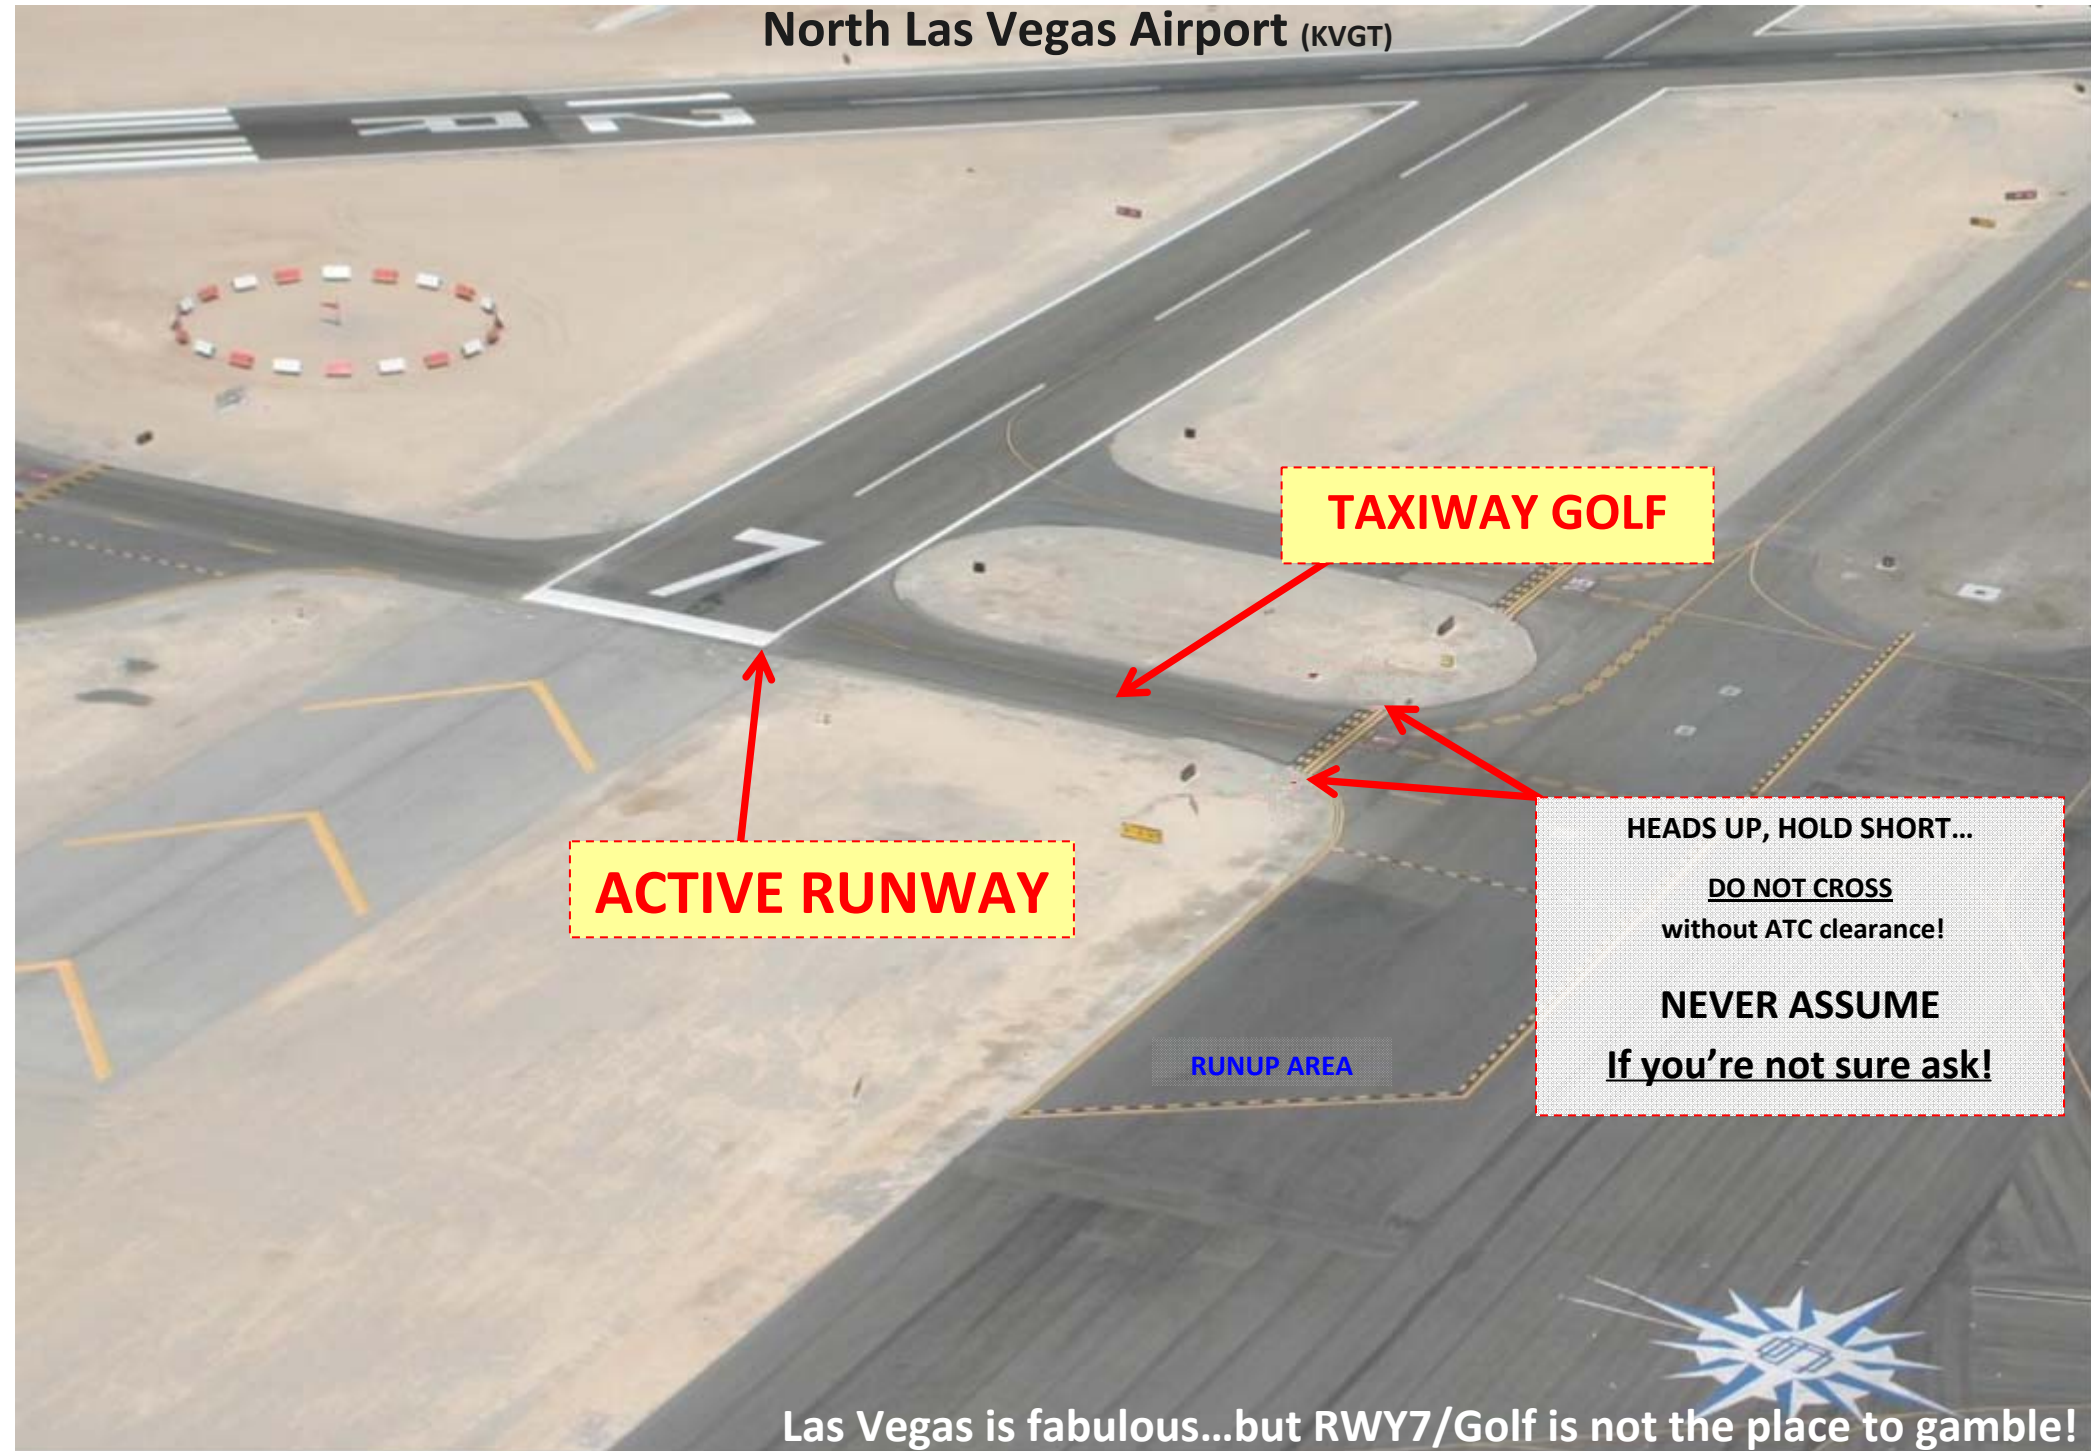 North Las Vegas Airport (KVGT)
12R
7
TAXIWAY GOLF
ACTIVE RUNWAY
HEADS UP, HOLD SHORT…
DO NOT CROSS
without ATC clearance!
NEVER ASSUME
If you’re not sure ask!
RUNUP AREA
Las Vegas is fabulous…but RWY7/Golf is not the place to gamble!